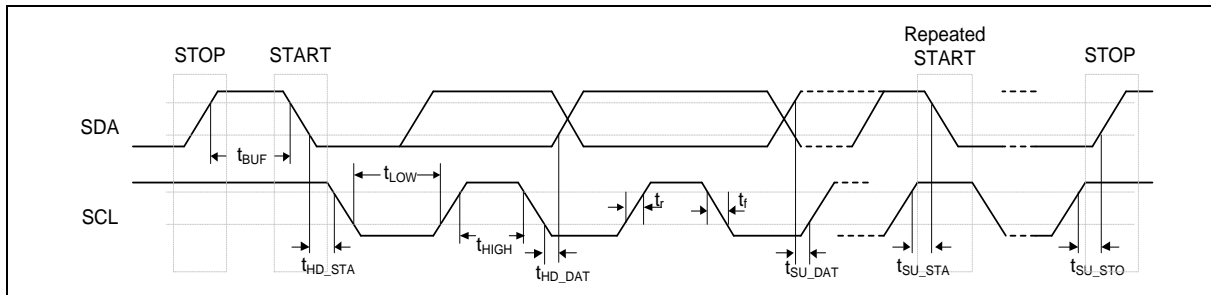 STOP
START
Repeated
START
STOP
SDA
tBUF
tLOW
SCL
tr
tf
tHIGH
tHD_STA
tHD_DAT
tSU_DAT
tSU_STA
tSU_STO